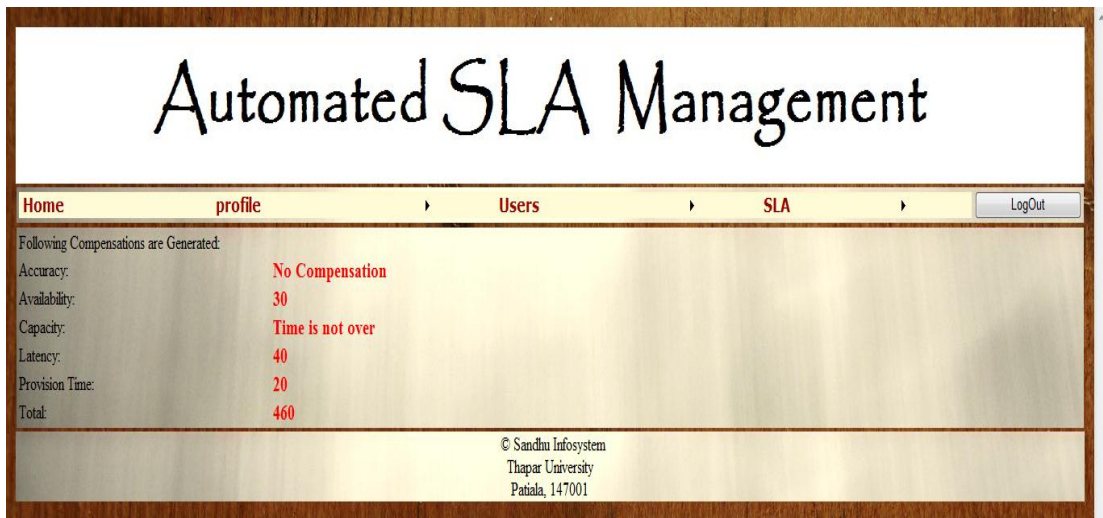 Automated SLA Management
Home profile Users SLA LogOut
Following Compensations are Generated:
Accuracy: No Compensation
Availability: 30
Capacity: Time is not over
Latency: 40
Provision Time: 20
Total: 460
© Sandhu Infosystem
Thapar University
Patiala, 147001